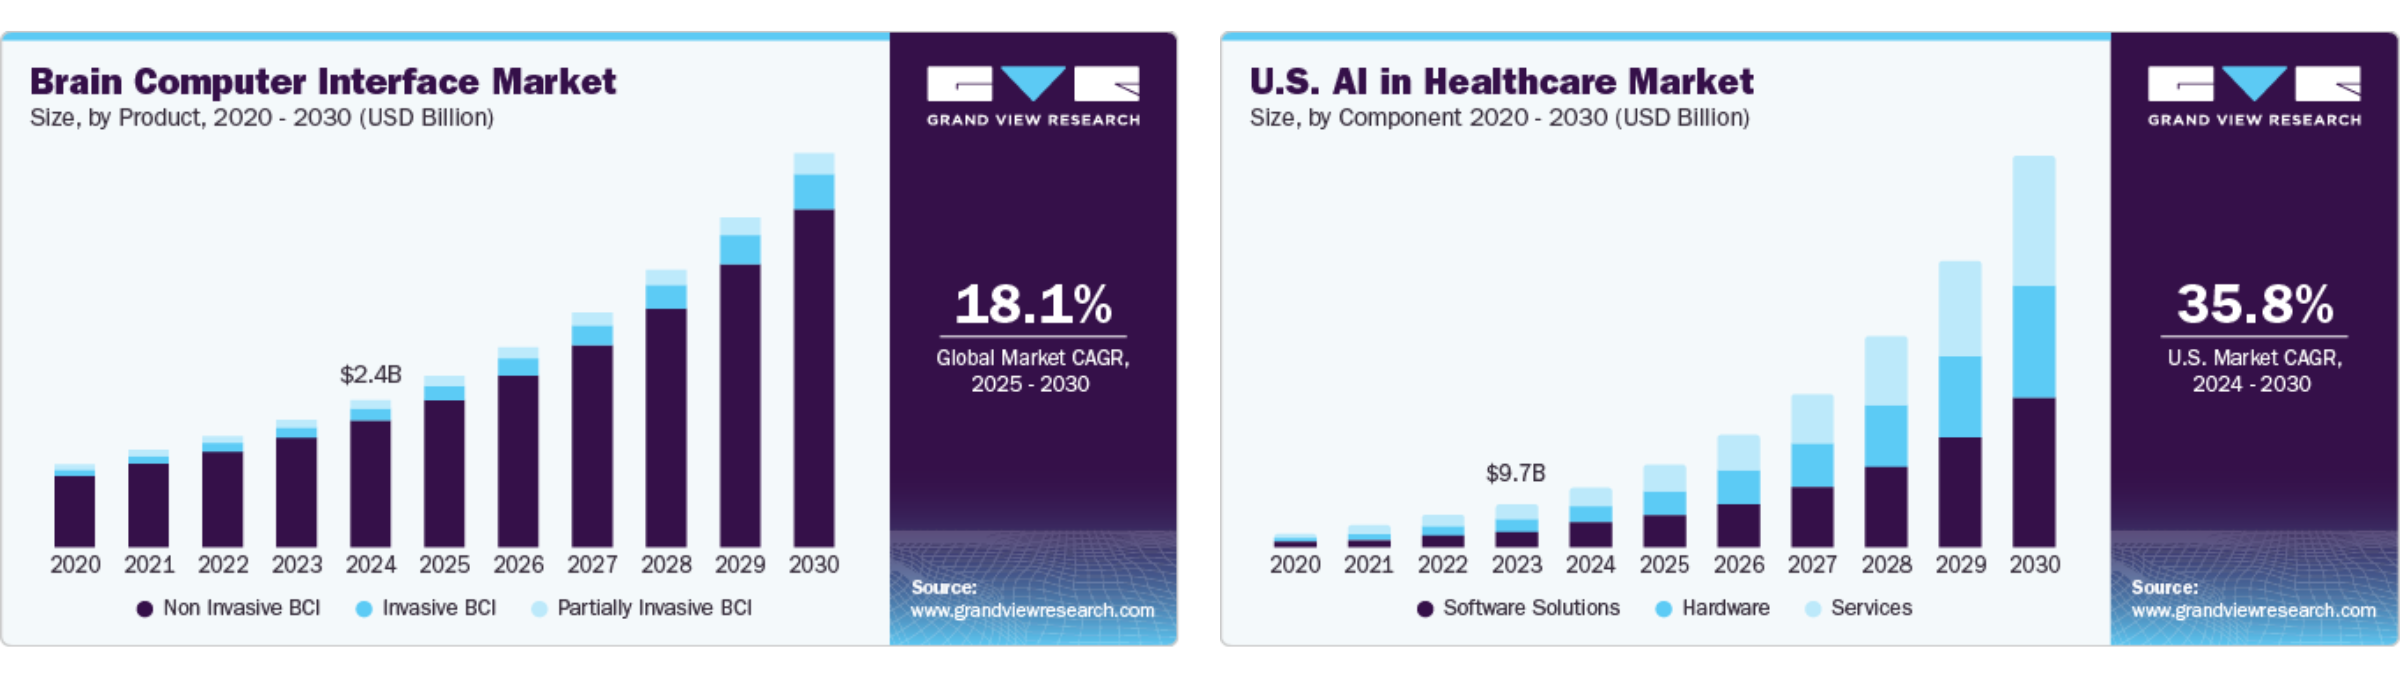 Brain Computer Interface Market
Size, by Product, 2020 - 2030 (USD Billion)
$2.4B
2020 2021 2022 2023 2024 2025 2026 2027 2028 2029 2030
Non Invasive BCI Invasive BCI Partially Invasive BCI
GRAND VIEW RESEARCH
18.1%
Global Market CAGR,
2025 - 2030
Source:
www.grandviewresearch.com
U.S. AI in Healthcare Market
Size, by Component 2020 - 2030 (USD Billion)
$9.7B
2020 2021 2022 2023 2024 2025 2026 2027 2028 2029 2030
Software Solutions Hardware Services
GRAND VIEW RESEARCH
35.8%
U.S. Market CAGR,
2024 - 2030
Source:
www.grandviewresearch.com